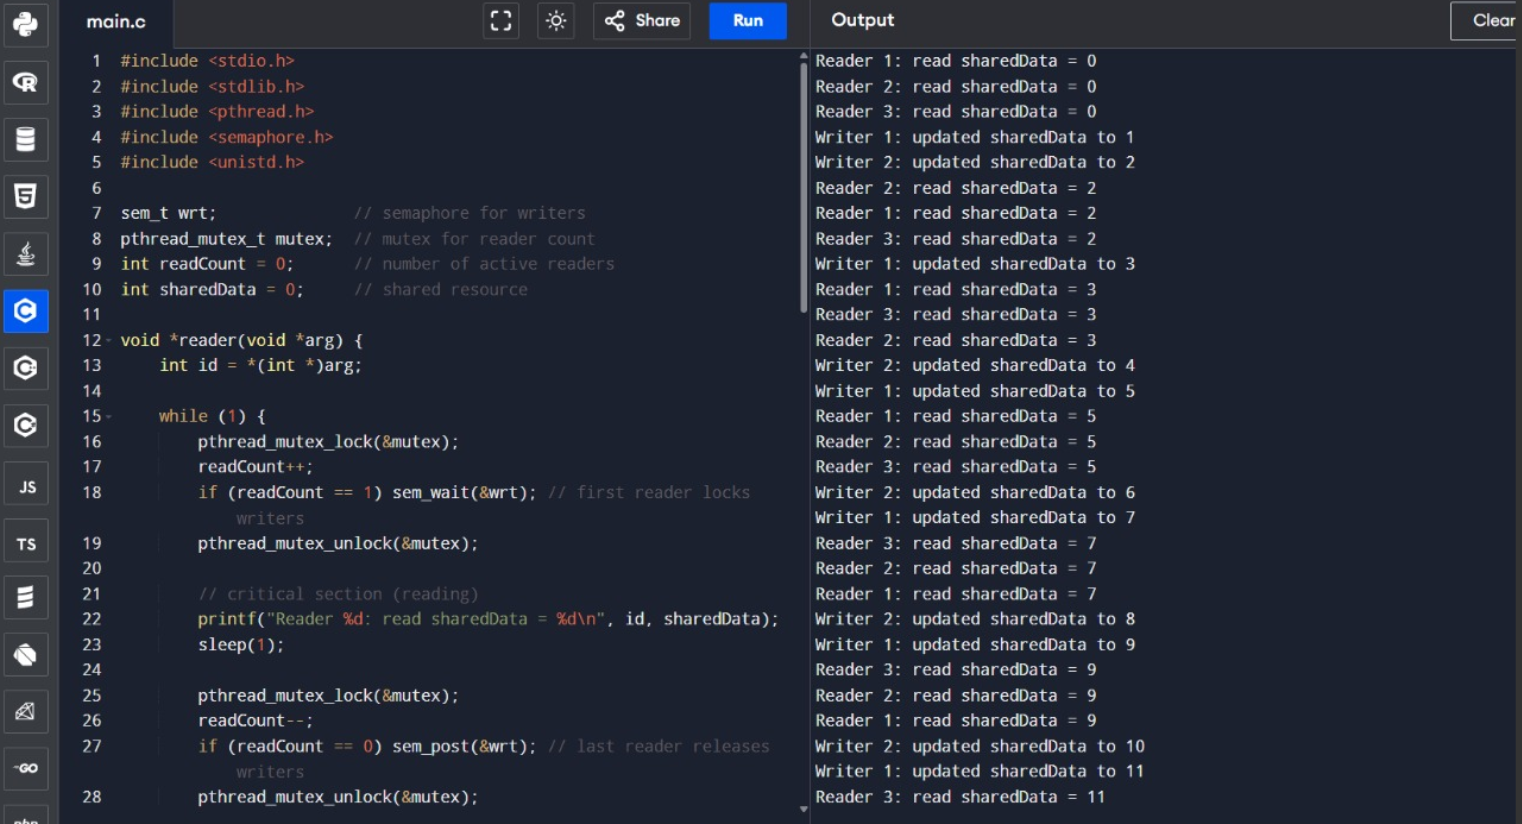 main.c
Share
Run
Output
Clear
1 #include <stdio.h>
2 #include <stdlib.h>
3 #include <pthread.h>
4 #include <semaphore.h>
5 #include <unistd.h>
6
7 sem_t wrt; // semaphore for writers
8 pthread_mutex_t mutex; // mutex for reader count
9 int readCount = 0; // number of active readers
10 int sharedData = 0; // shared resource
11
12 void *reader(void *arg) {
13 int id = *(int *)arg;
14
15 while (1) {
16 pthread_mutex_lock(&mutex);
17 readCount++;
18 if (readCount == 1) sem_wait(&wrt); // first reader locks
writers
19 pthread_mutex_unlock(&mutex);
20
21 // critical section (reading)
22 printf("Reader %d: read sharedData = %d\n", id, sharedData);
23 sleep(1);
24
25 pthread_mutex_lock(&mutex);
26 readCount--;
27 if (readCount == 0) sem_post(&wrt); // last reader releases
writers
28 pthread_mutex_unlock(&mutex);
Reader 1: read sharedData = 0
Reader 2: read sharedData = 0
Reader 3: read sharedData = 0
Writer 1: updated sharedData to 1
Writer 2: updated sharedData to 2
Reader 2: read sharedData = 2
Reader 1: read sharedData = 2
Reader 3: read sharedData = 2
Writer 1: updated sharedData to 3
Reader 1: read sharedData = 3
Reader 3: read sharedData = 3
Reader 2: read sharedData = 3
Writer 2: updated sharedData to 4
Writer 1: updated sharedData to 5
Reader 1: read sharedData = 5
Reader 2: read sharedData = 5
Reader 3: read sharedData = 5
Writer 2: updated sharedData to 6
Writer 1: updated sharedData to 7
Reader 3: read sharedData = 7
Reader 2: read sharedData = 7
Reader 1: read sharedData = 7
Writer 2: updated sharedData to 8
Writer 1: updated sharedData to 9
Reader 3: read sharedData = 9
Reader 2: read sharedData = 9
Reader 1: read sharedData = 9
Writer 2: updated sharedData to 10
Writer 1: updated sharedData to 11
Reader 3: read sharedData = 11
R
5
C
C
C
JS
TS
GO
php